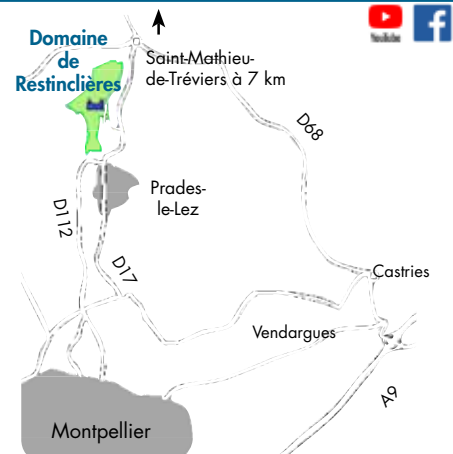 Domaine
de
Restinclières
Saint-Mathieu-
de-Tréviers à 7 km
D68
Prades-
le-Lez
D112
D17
Castries
Vendargues
A9
Montpellier
YouTube